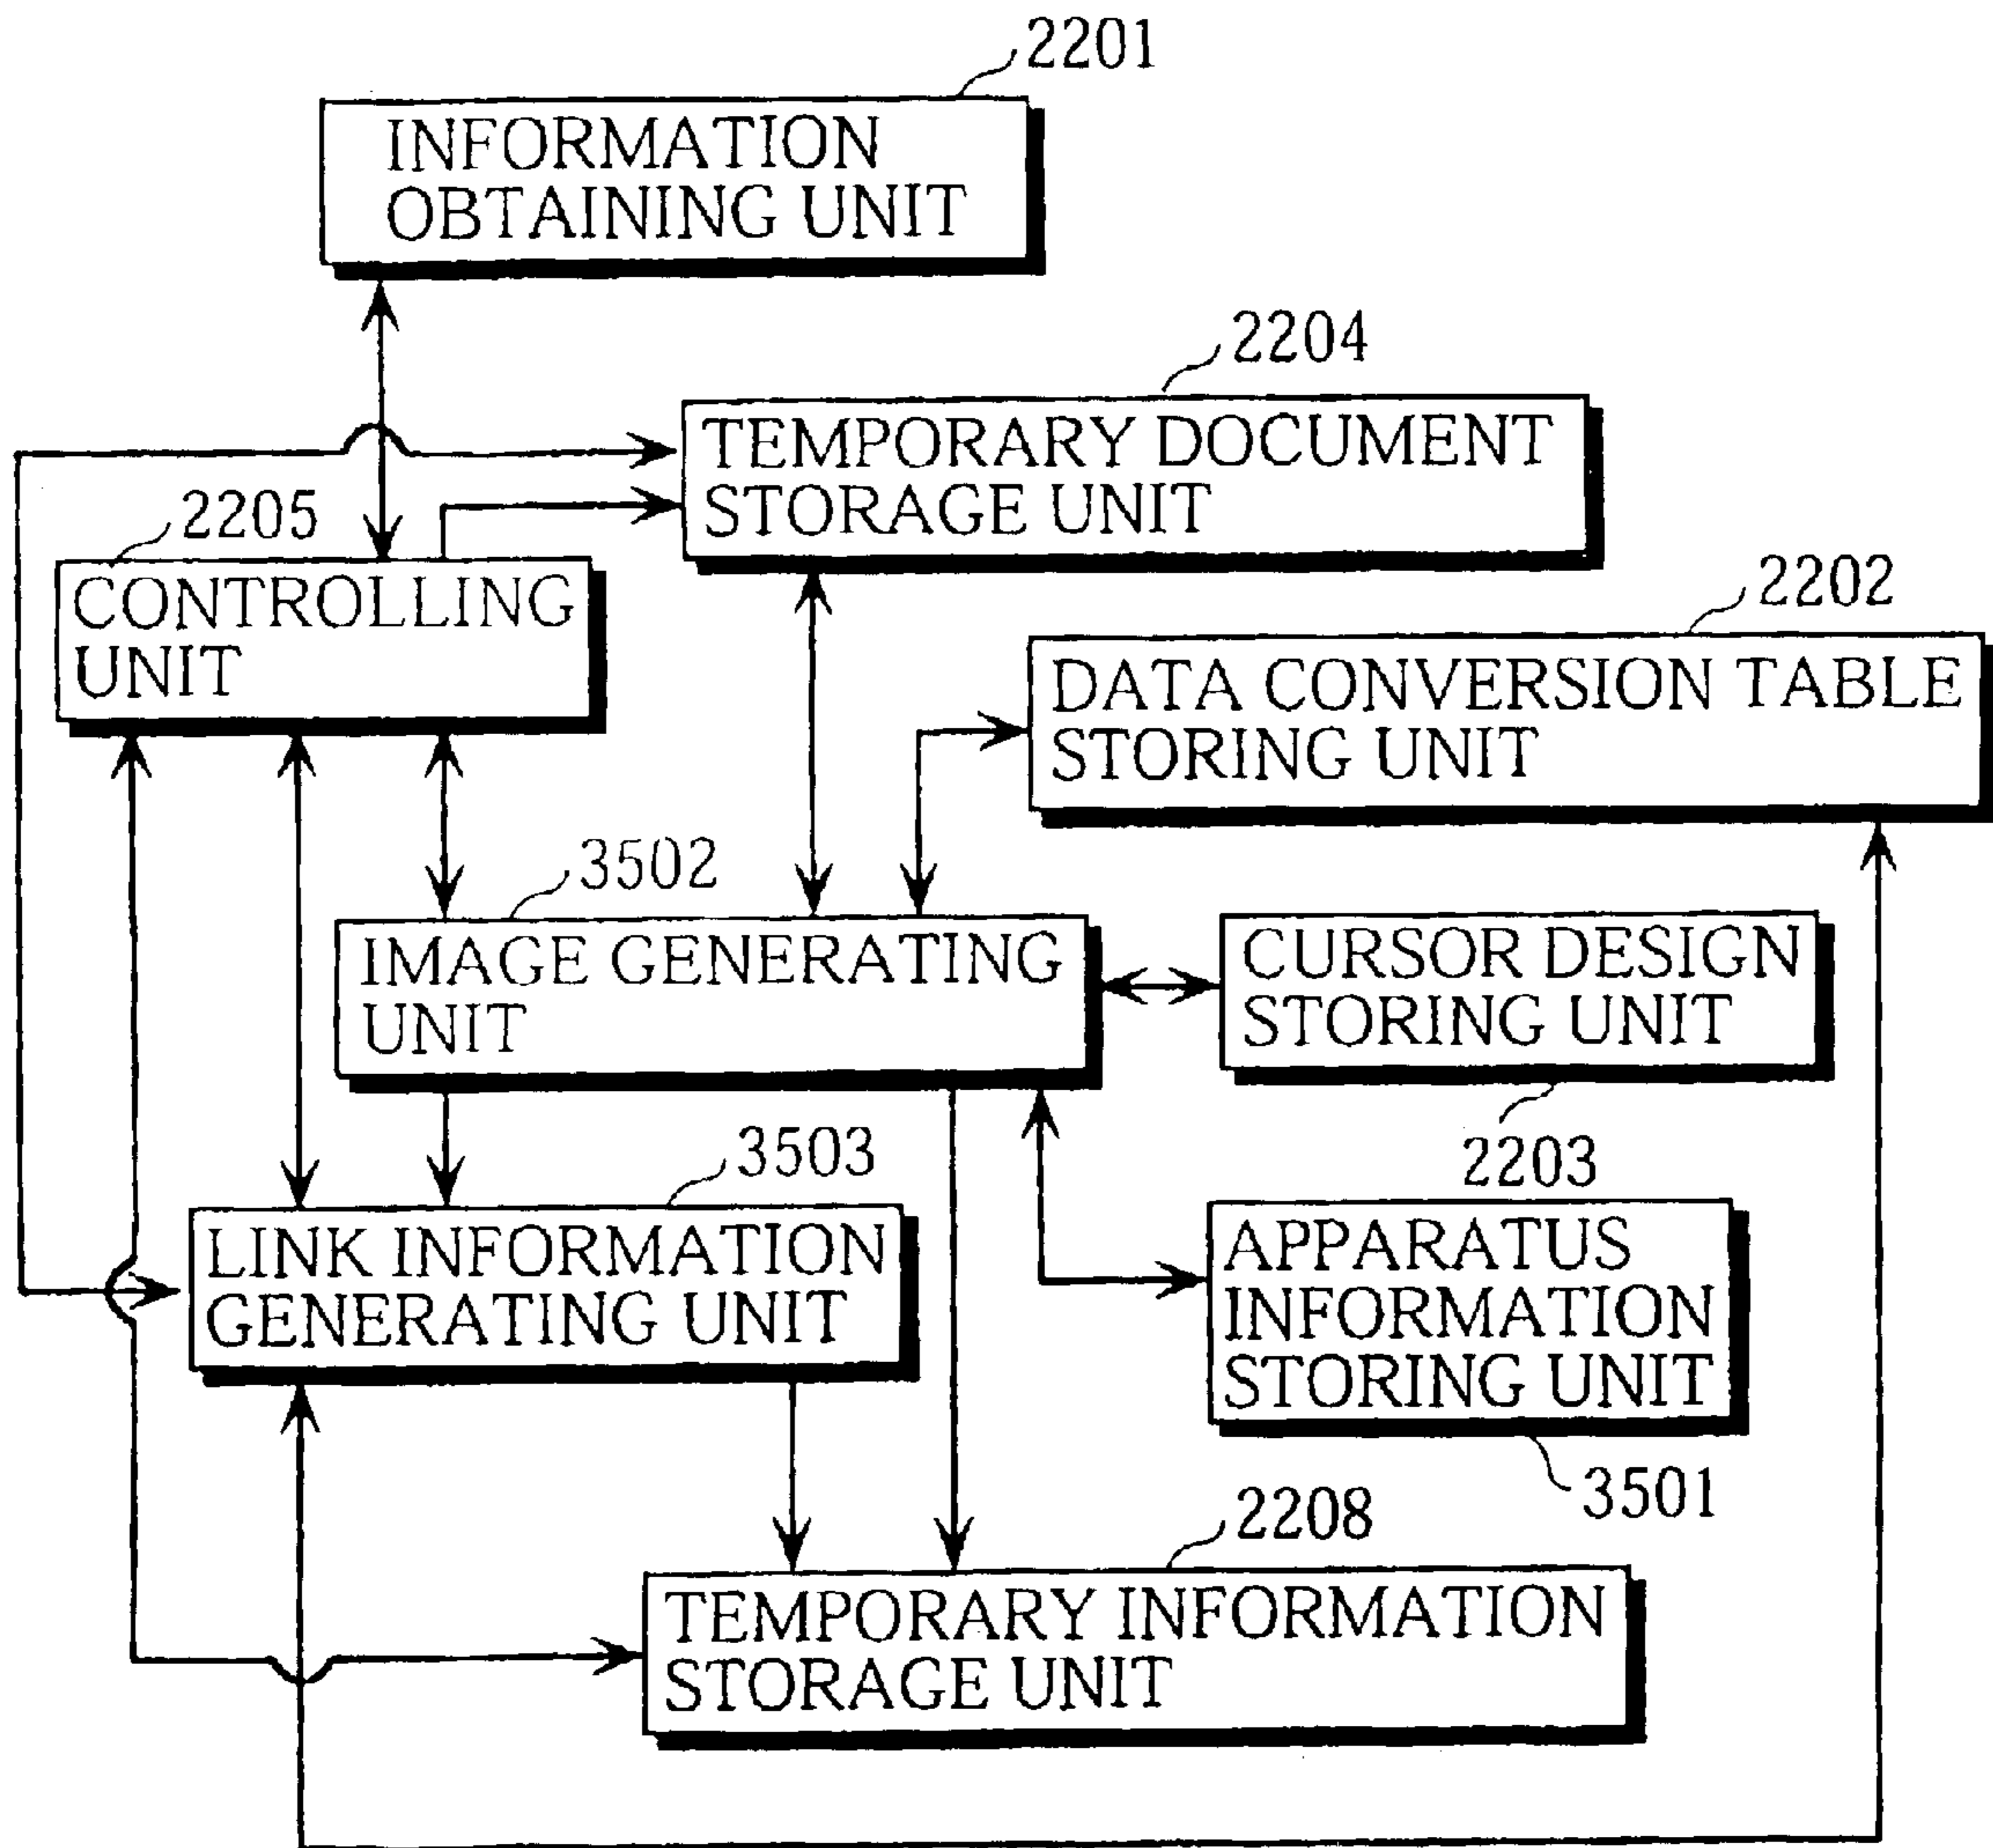 2201
INFORMATION
OBTAINING UNIT
2204
TEMPORARY DOCUMENT
STORAGE UNIT
2205
CONTROLLING
UNIT
2202
DATA CONVERSION TABLE
STORING UNIT
3502
IMAGE GENERATING
UNIT
CURSOR DESIGN
STORING UNIT
2203
3503
LINK INFORMATION
GENERATING UNIT
APPARATUS
INFORMATION
STORING UNIT
3501
2208
TEMPORARY INFORMATION
STORAGE UNIT